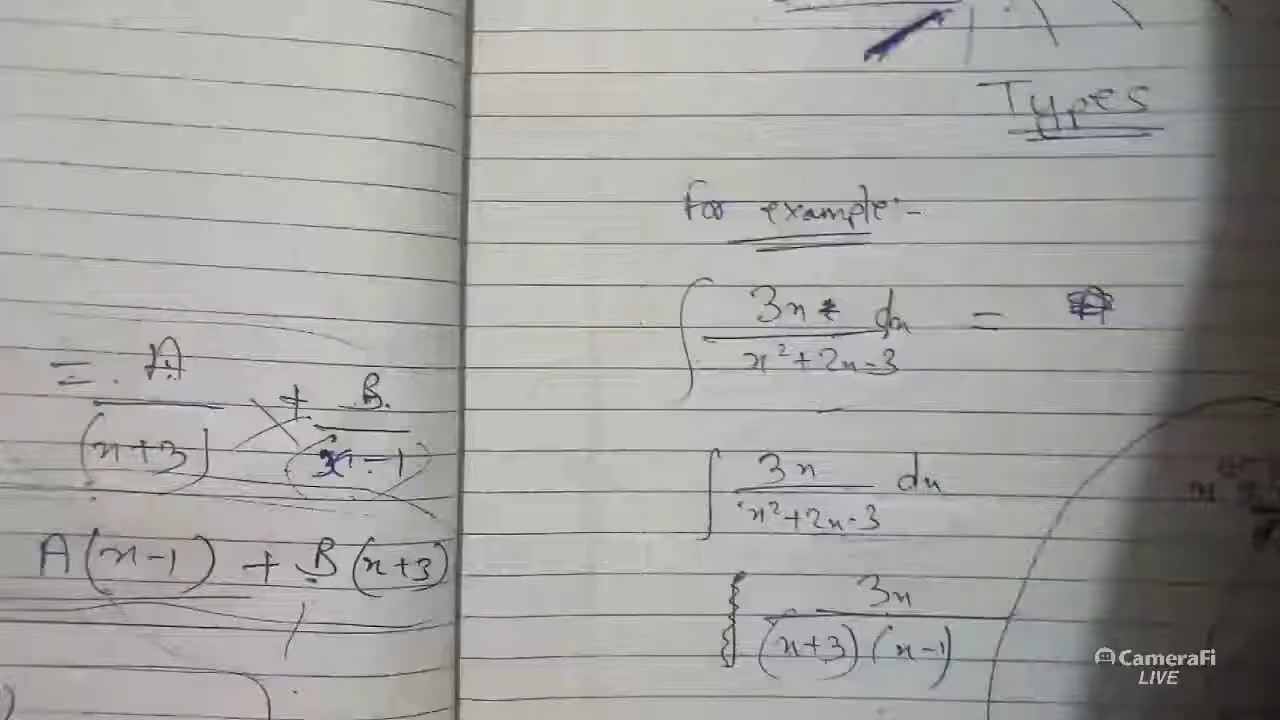 = A/(x+3) + B/(x-1)
A(x-1) + B(x+3)
Types
For example:-
∫ 3x dx/x²+2x-3 =
∫ 3x/x²+2x-3 dx
∫ 3x/(x+3)(x-1)
CameraFi
LIVE